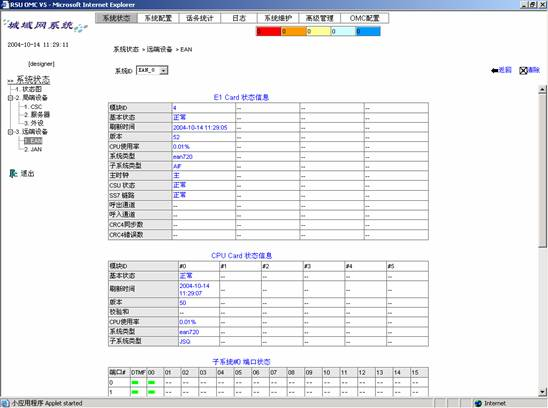 RSU OMC V5 - Microsoft Internet Explorer
城域网系统
系统状态 系统配置 话务统计 日志 系统维护 高级管理 OMC配置
0 0 0 0 0
2004-10-14 11:29:11
系统状态 > 远端设备 > EAN
[designer]
系统ID EAN_0 返回 清除
系统状态
1. 状态图
2. 局端设备
1. CSC
2. 服务器
3. 外设
3. 远端设备
1. EAN
2. JAN
退出
E1 Card 状态信息
模块ID 4 -- -- --
基本状态 正常 -- -- --
刷新时间 2004-10-14 11:29:05 -- -- --
版本 52 -- -- --
CPU使用率 0.01% -- -- --
系统类型 ean720 -- -- --
子系统类型 AIF -- -- --
主时钟 主 -- -- --
CSU 状态 正常 -- -- --
SS7 链路 正常 -- -- --
呼出通道 -- -- -- --
呼入通道 -- -- -- --
CRC4同步数 -- -- -- --
CRC4错误数 -- -- -- --
CPU Card 状态信息
模块ID #0 #1 #2 #3 #4 #5
基本状态 正常 -- -- -- -- --
刷新时间 2004-10-14 11:29:07 -- -- -- -- --
版本 50 -- -- -- -- --
校验和 -- -- -- -- -- --
CPU使用率 0.01% -- -- -- -- --
系统类型 ean720 -- -- -- -- --
子系统类型 JSQ -- -- -- -- --
子系统#0 端口状态
端口# DTMF 00 01 02 03 04 05 06 07 08 09 10 11 12 13 14 15
0 -- -- -- -- -- -- -- -- -- -- -- -- -- -- --
1 -- -- -- -- -- -- -- -- -- -- -- -- -- -- --
小应用程序 Applet started Internet